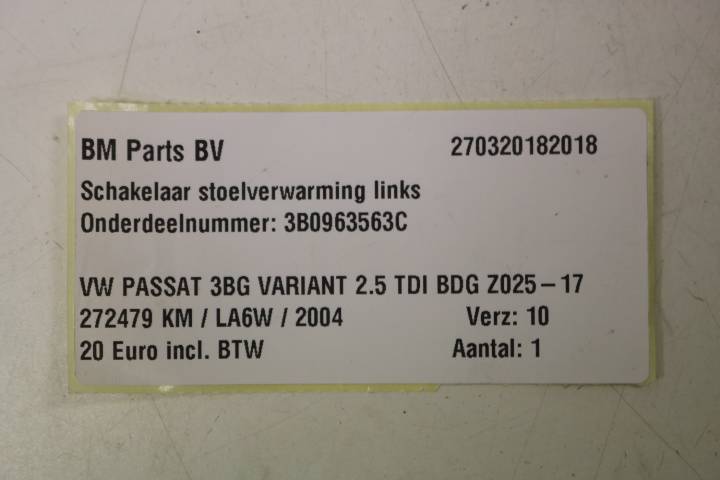 BM Parts BV 270320182018
Schakelaar stoelverwarming links
Onderdeelnummer: 3B0963563C
VW PASSAT 3BG VARIANT 2.5 TDI BDG Z025-17
272479 KM / LA6W / 2004 Verz: 10
20 Euro incl. BTW Aantal: 1